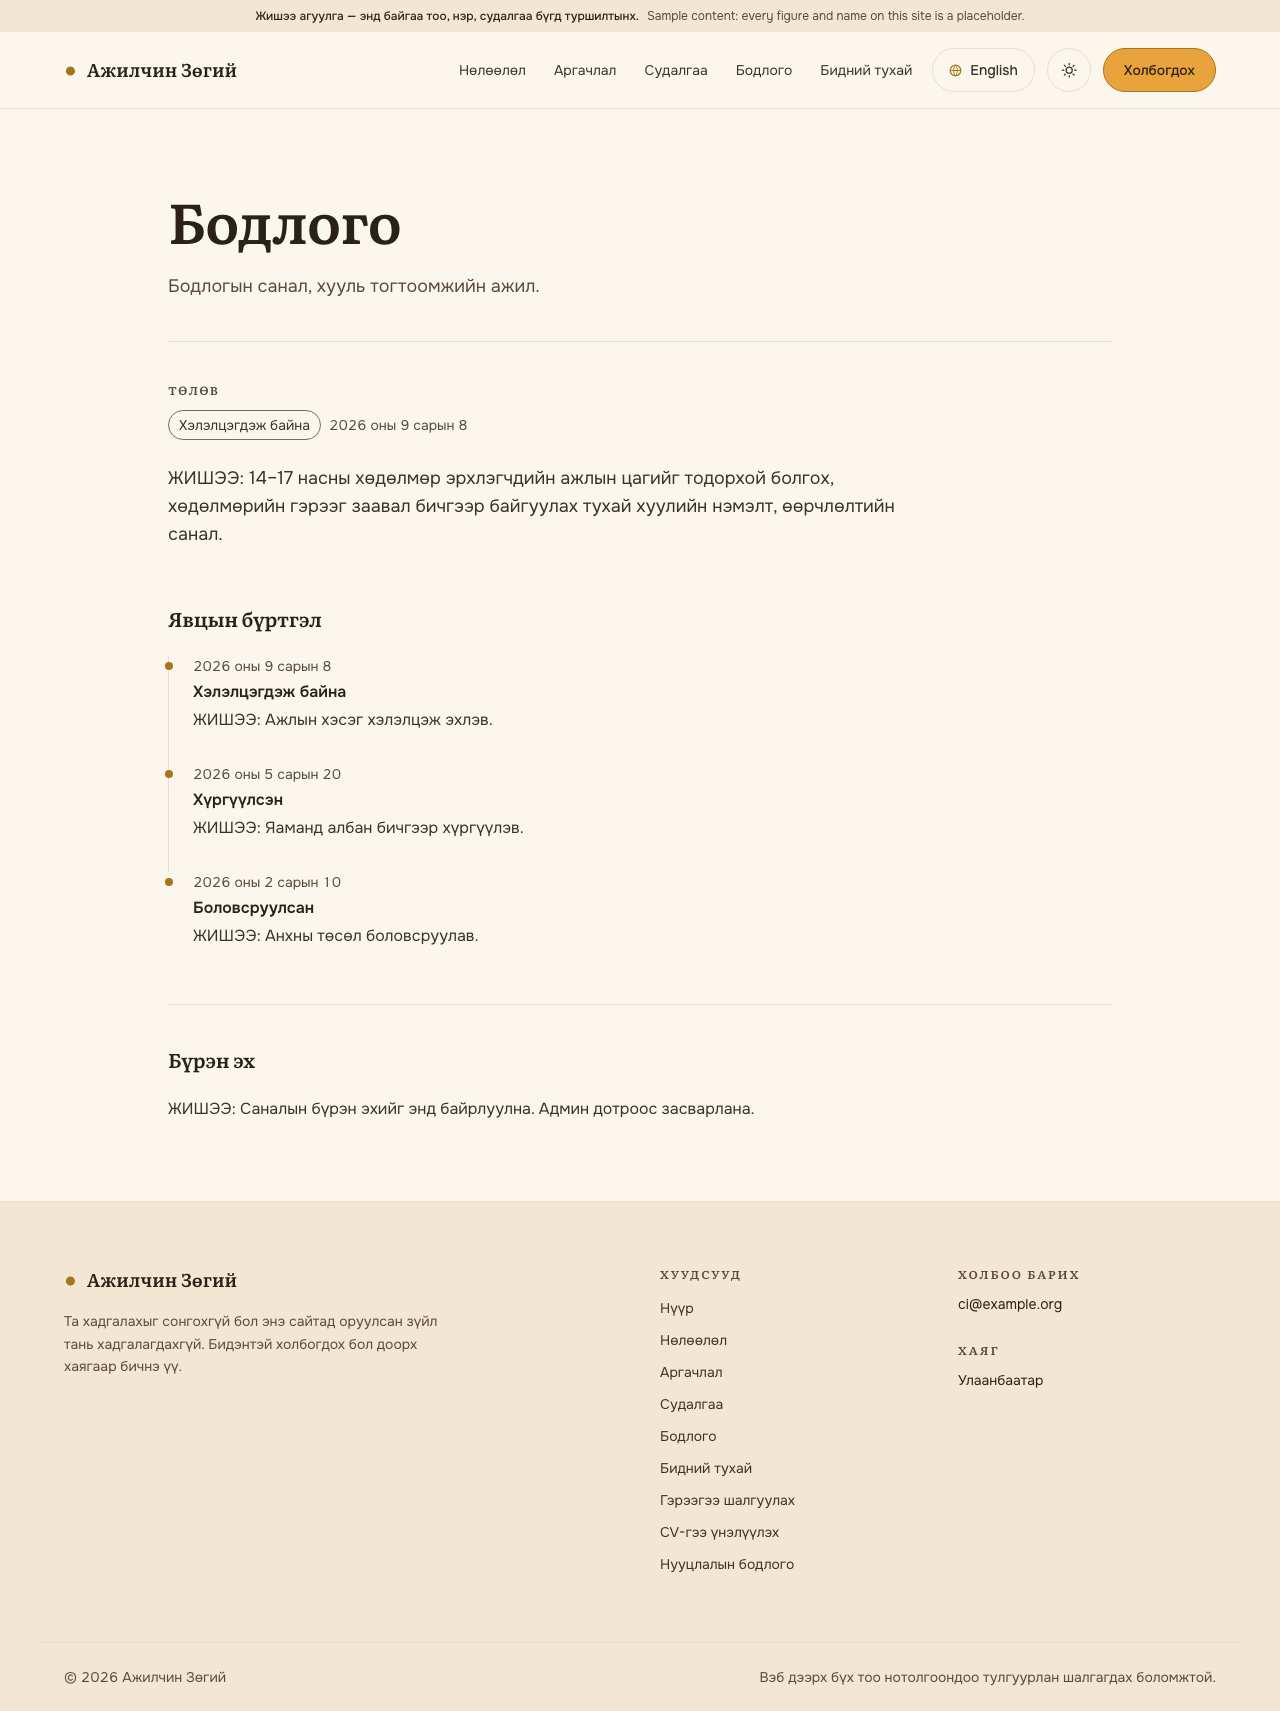 Жишээ агуулга — энд байгаа тоо, нэр, судалгаа бүгд туршилтынх. Sample content: every figure and name on this site is a placeholder.
Ажилчин Зөгий
Нөлөөлөл
Аргачлал
Судалгаа
Бодлого
Бидний тухай
English
Холбогдох
Бодлого
Бодлогын санал, хууль тогтоомжийн ажил.
ТӨЛӨВ
Хэлэлцэгдэж байна 2026 оны 9 сарын 8
ЖИШЭЭ: 14–17 насны хөдөлмөр эрхлэгчдийн ажлын цагийг тодорхой болгох,
хөдөлмөрийн гэрээг заавал бичгээр байгуулах тухай хуулийн нэмэлт, өөрчлөлтийн
санал.
Явцын бүртгэл
2026 оны 9 сарын 8
Хэлэлцэгдэж байна
ЖИШЭЭ: Ажлын хэсэг хэлэлцэж эхлэв.
2026 оны 5 сарын 20
Хүргүүлсэн
ЖИШЭЭ: Яаманд албан бичгээр хүргүүлэв.
2026 оны 2 сарын 10
Боловсруулсан
ЖИШЭЭ: Анхны төсөл боловсруулав.
Бүрэн эх
ЖИШЭЭ: Саналын бүрэн эхийг энд байрлуулна. Админ дотроос засварлана.
Ажилчин Зөгий
Та хадгалахыг сонгохгүй бол энэ сайтад оруулсан зүйл
тань хадгалагдахгүй. Бидэнтэй холбогдох бол доорх
хаягаар бичнэ үү.
ХУУДСУУД
Нүүр
Нөлөөлөл
Аргачлал
Судалгаа
Бодлого
Бидний тухай
Гэрээгээ шалгуулах
CV-гээ үнэлүүлэх
Нууцлалын бодлого
ХОЛБОО БАРИХ
ci@example.org
ХАЯГ
Улаанбаатар
© 2026 Ажилчин Зөгий
Вэб дээрх бүх тоо нотолгоондоо тулгуурлан шалгагдах боломжтой.